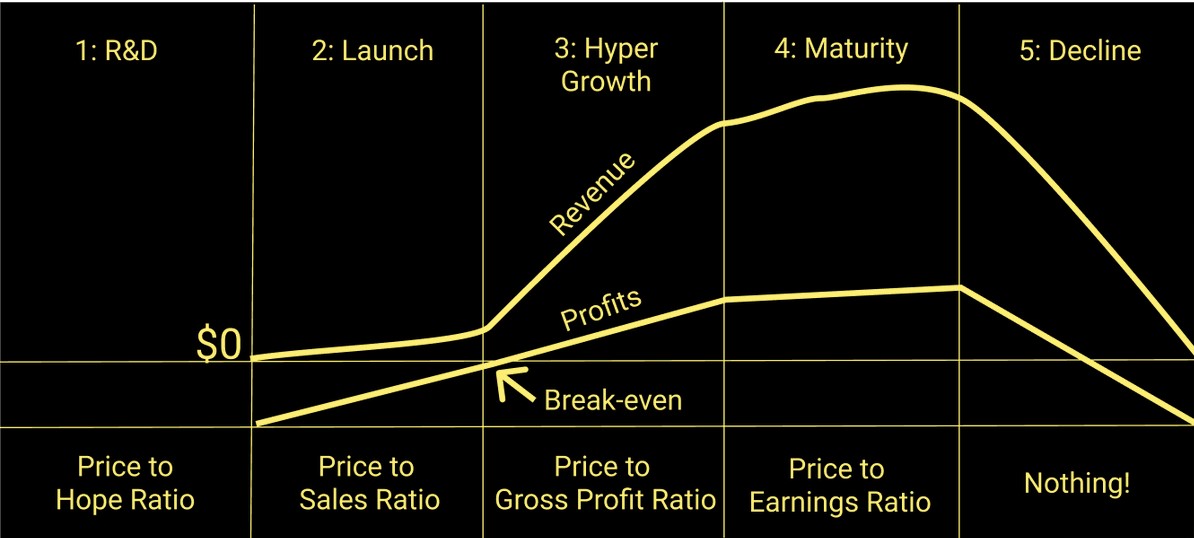 1: R&D
2: Launch
3: Hyper
Growth
4: Maturity
5: Decline
Revenue
Profits
$0
Break-even
Price to
Hope Ratio
Price to
Sales Ratio
Price to
Gross Profit Ratio
Price to
Earnings Ratio
Nothing!